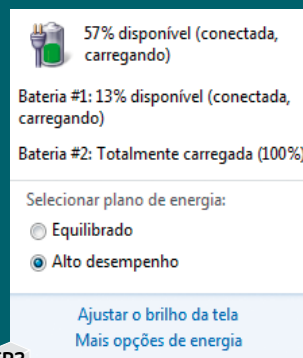 57% disponível (conectada,
carregando)
Bateria #1: 13% disponível (conectada,
carregando)
Bateria #2: Totalmente carregada (100%)
Selecionar plano de energia:
Equilibrado
Alto desempenho
Ajustar o brilho da tela
Mais opções de energia